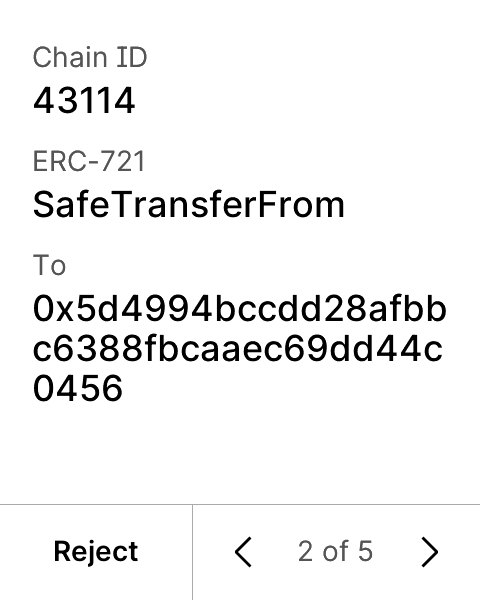 Chain ID
43114
ERC-721
SafeTransferFrom
To
0x5d4994bccdd28afbb
c6388fbcaaec69dd44c
0456
Reject
2 of 5